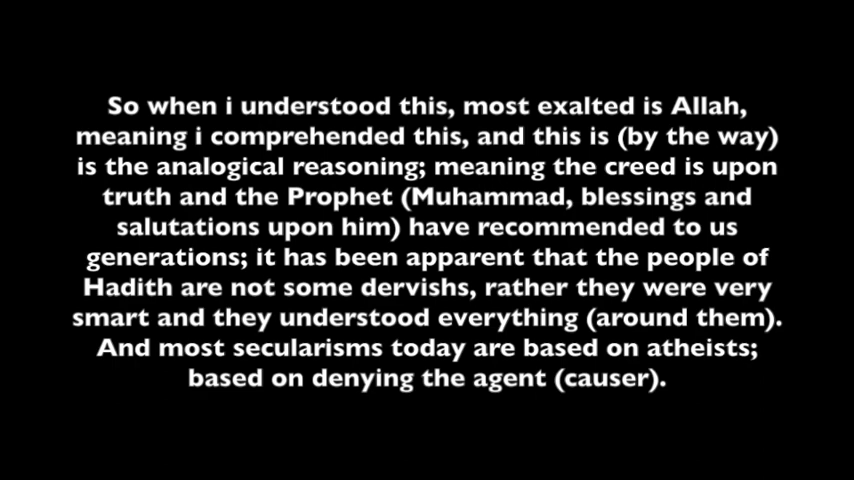 So when i understood this, most exalted is Allah,
meaning i comprehended this, and this is (by the way)
is the analogical reasoning; meaning the creed is upon
truth and the Prophet (Muhammad, blessings and
salutations upon him) have recommended to us
generations; it has been apparent that the people of
Hadith are not some dervishs, rather they were very
smart and they understood everything (around them).
And most secularisms today are based on atheists;
based on denying the agent (causer).